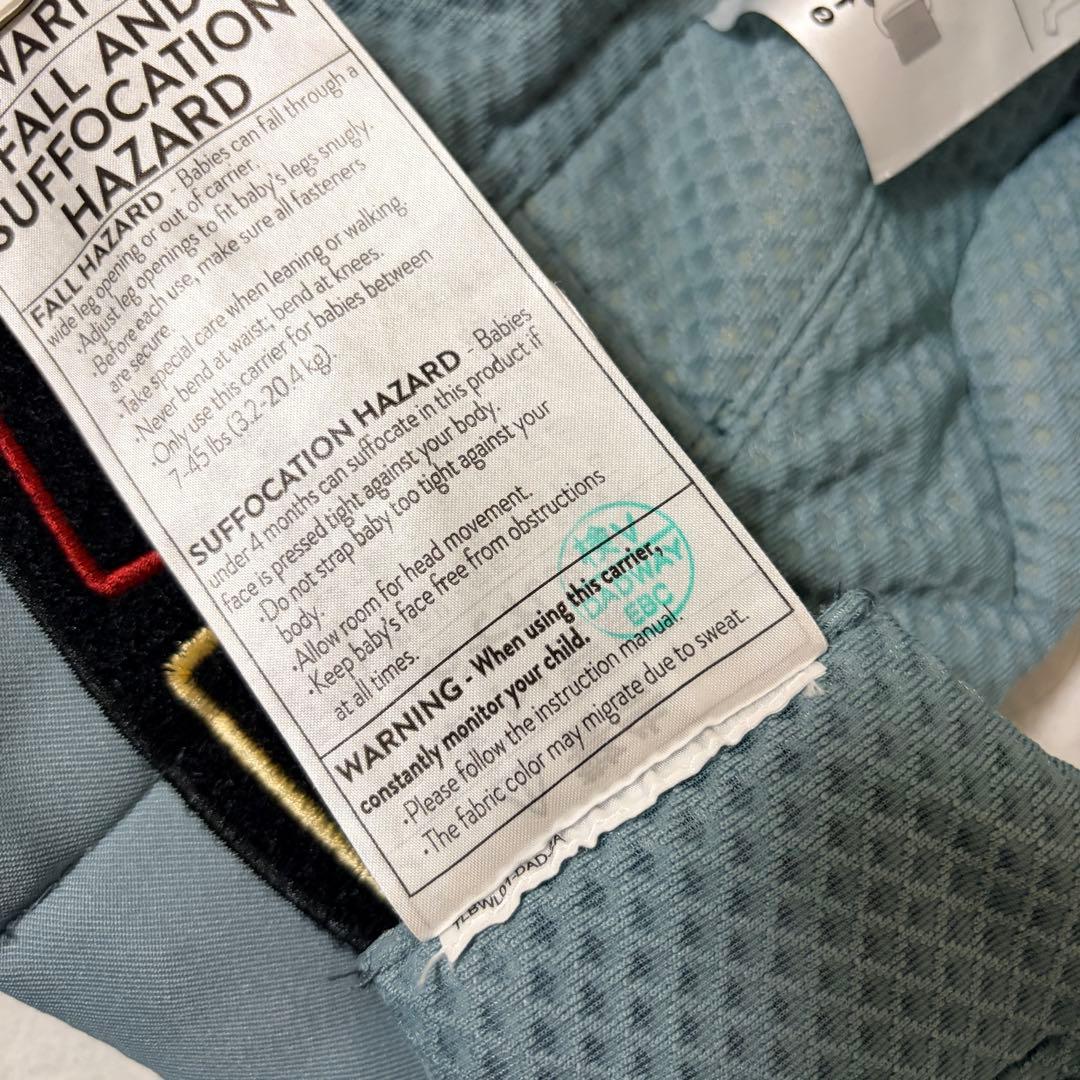 FALL AND
SUFFOCATION
HAZARD
FALL HAZARD - Babies can fall through a
wide leg opening or out of carrier.
•Adjust leg openings to fit baby's legs snugly.
•Before each use, make sure all fasteners
are secure.
•Take special care when leaning or walking.
•Never bend at waist; bend at knees.
•Only use this carrier for babies between
7-45 lbs (3.2-20.4 kg).
SUFFOCATION HAZARD - Babies
under 4 months can suffocate in this product if
face is pressed tight against your body.
•Do not strap baby too tight against your
body.
•Allow room for head movement.
•Keep baby's face free from obstructions
at all times.
WARNING - When using this carrier,
constantly monitor your child.
•Please follow the instruction manual.
•The fabric color may migrate due to sweat.
検 V
DADWAY
EBC